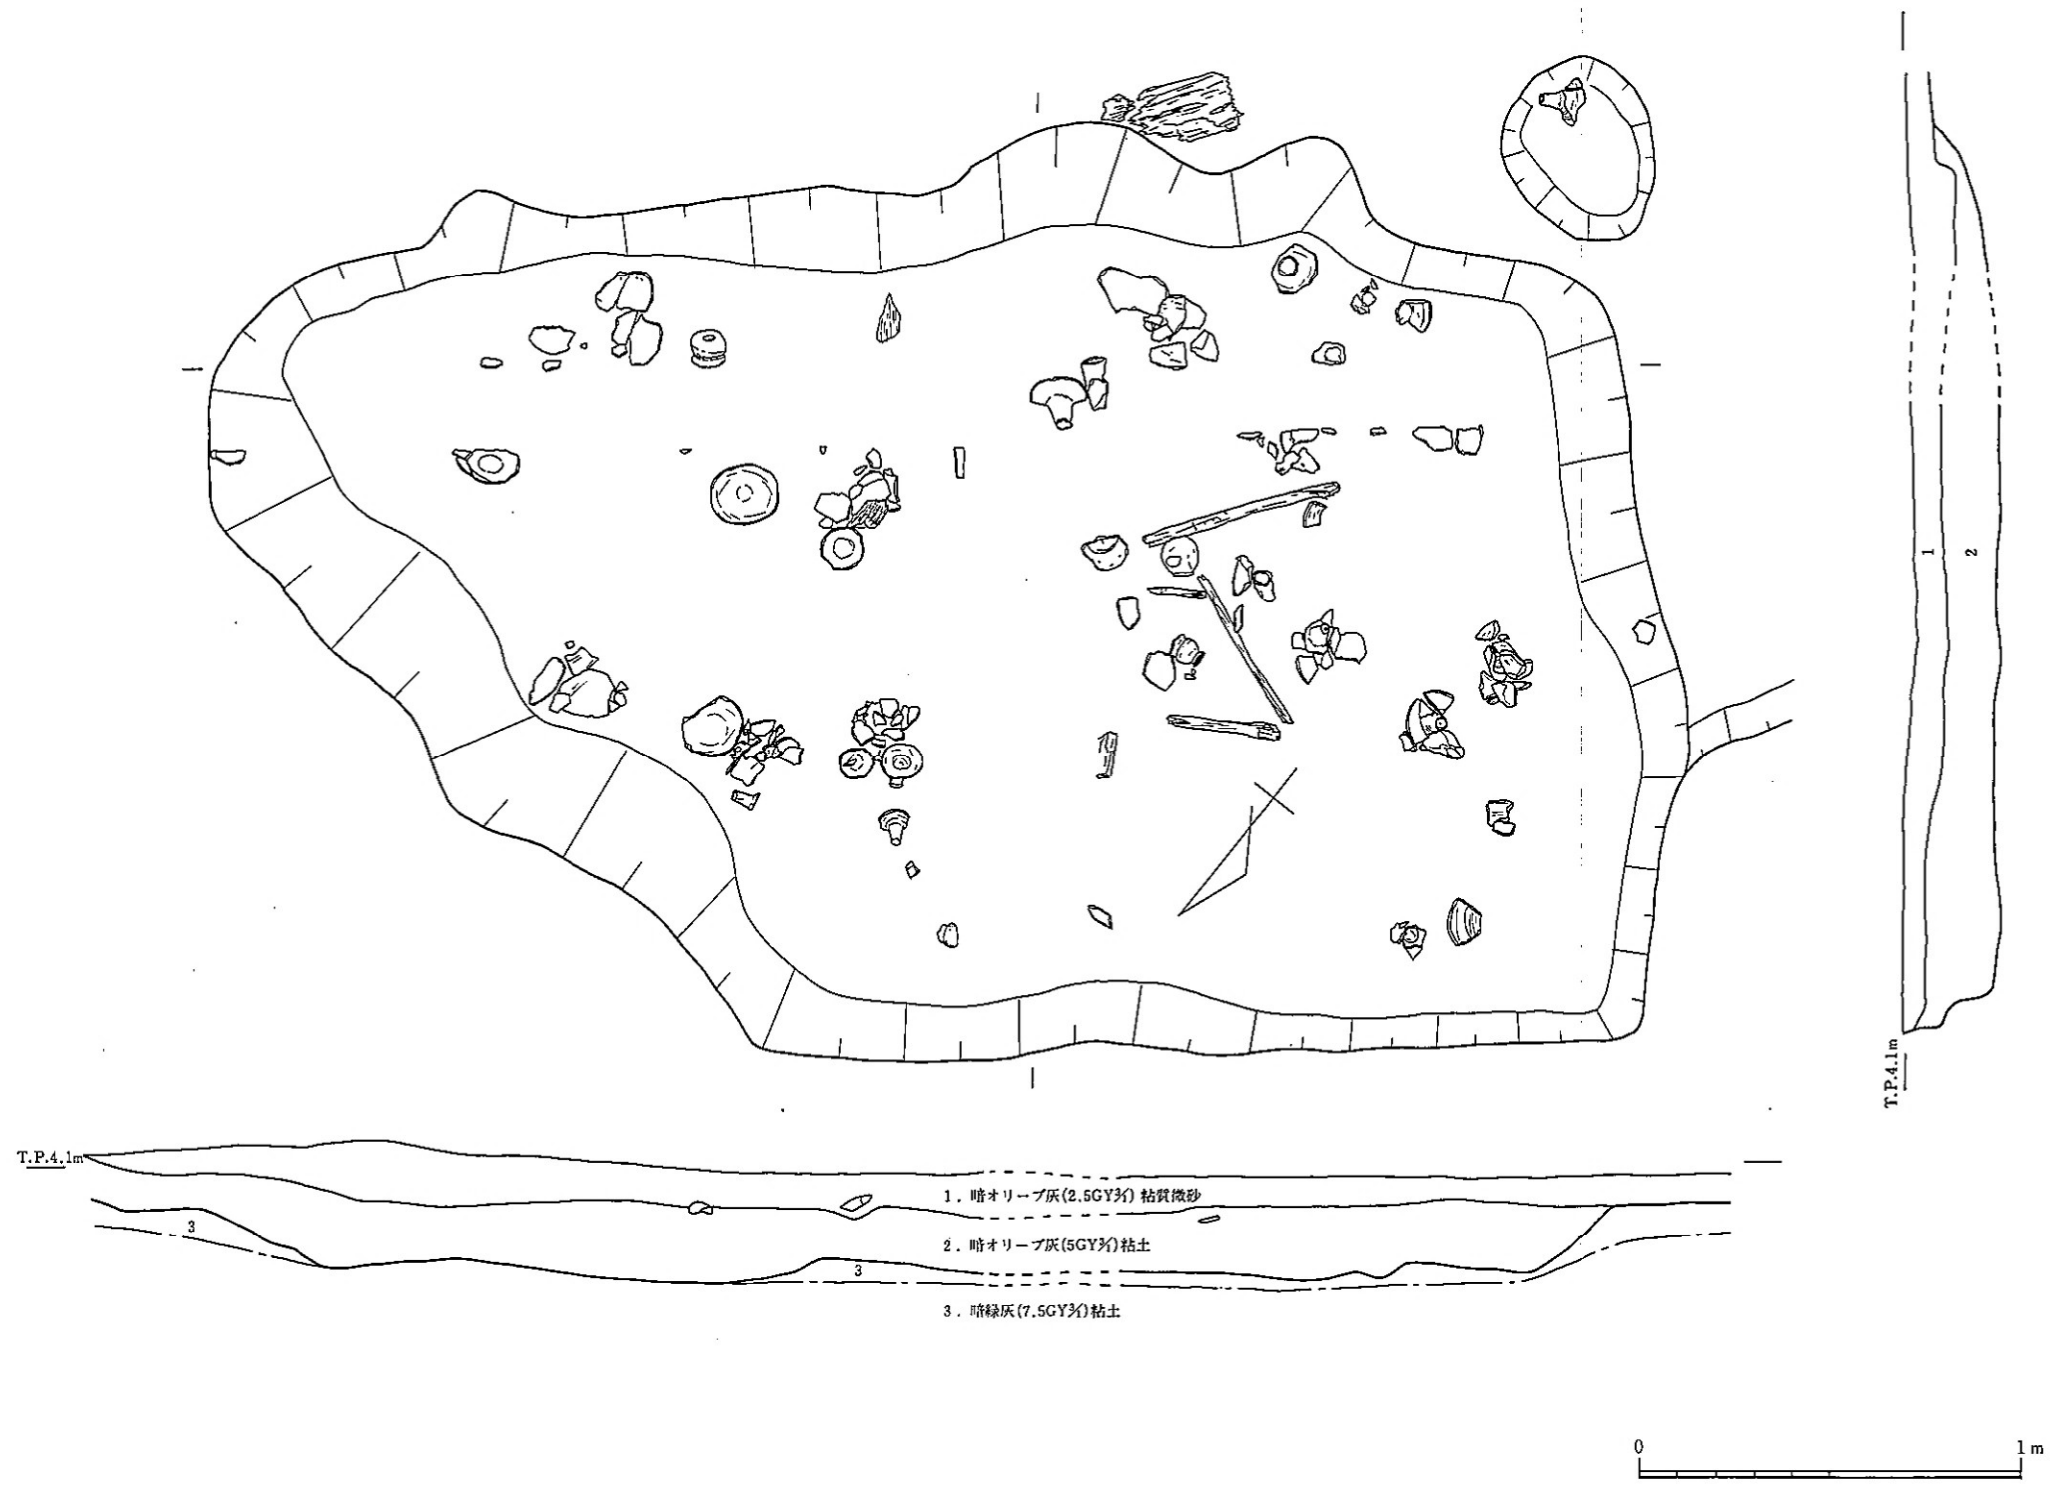 1
2
T.P.4.1m
T.P.4.1m
1. 暗オリーブ灰(2.5GY3/1) 粘質微砂
3
2. 暗オリーブ灰(5GY3/1)粘土
3
3. 暗緑灰(7.5GY3/1)粘土
0 1m